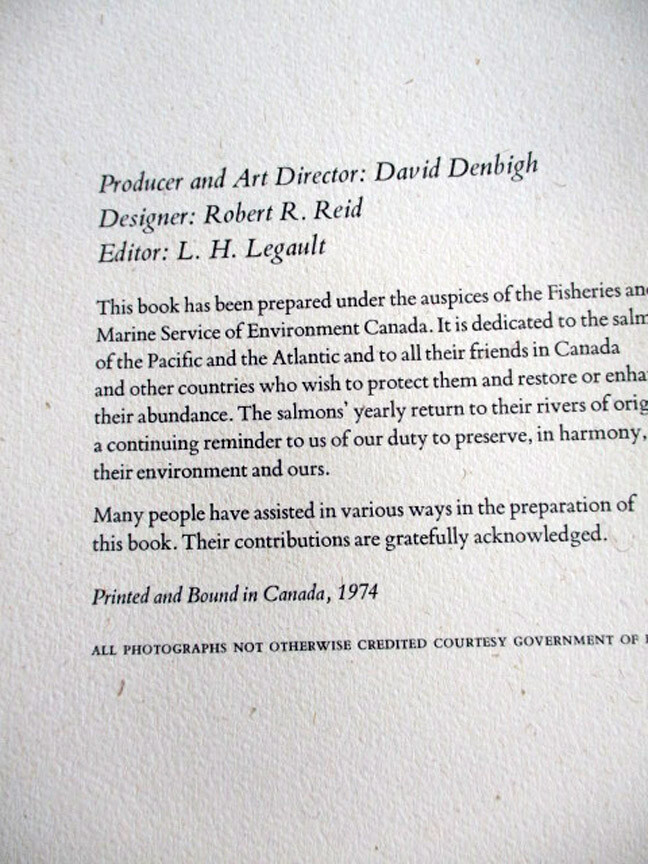 Producer and Art Director: David Denbigh
Designer: Robert R. Reid
Editor: L. H. Legault
This book has been prepared under the auspices of the Fisheries an
Marine Service of Environment Canada. It is dedicated to the salm
of the Pacific and the Atlantic and to all their friends in Canada
and other countries who wish to protect them and restore or enha
their abundance. The salmons' yearly return to their rivers of orig
a continuing reminder to us of our duty to preserve, in harmony,
their environment and ours.
Many people have assisted in various ways in the preparation of
this book. Their contributions are gratefully acknowledged.
Printed and Bound in Canada, 1974
ALL PHOTOGRAPHS NOT OTHERWISE CREDITED COURTESY GOVERNMENT OF